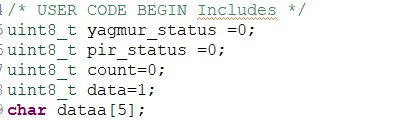 /* USER CODE BEGIN Includes */
uint8_t yagmur_status =0;
uint8_t pir_status =0;
uint8_t count=0;
uint8_t data=1;
char dataa[5];